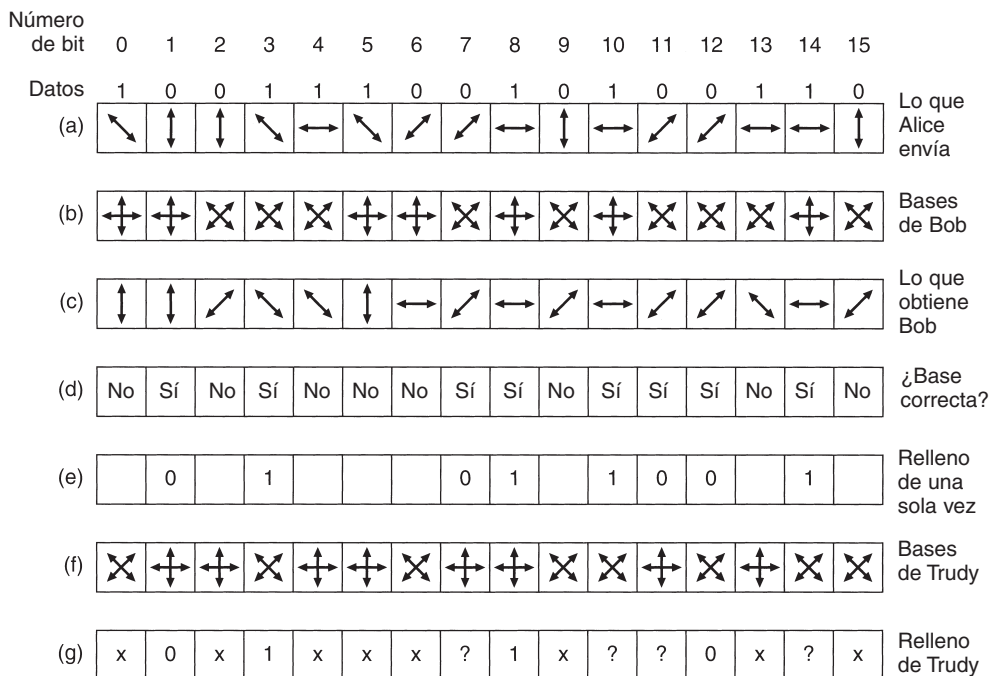 Número
de bit 0 1 2 3 4 5 6 7 8 9 10 11 12 13 14 15
Datos 1 0 0 1 1 1 0 0 1 0 1 0 0 1 1 0
(a)
Lo que
Alice
envía
(b)
Bases
de Bob
(c)
Lo que
obtiene
Bob
(d) No Sí No Sí No No No Sí Sí No Sí Sí Sí No Sí No
¿Base
correcta?
(e) 0 1 0 1 1 0 0 1
Relleno
de una
sola vez
(f)
Bases
de Trudy
(g) x 0 x 1 x x x ? 1 x ? ? 0 x ? x
Relleno
de Trudy